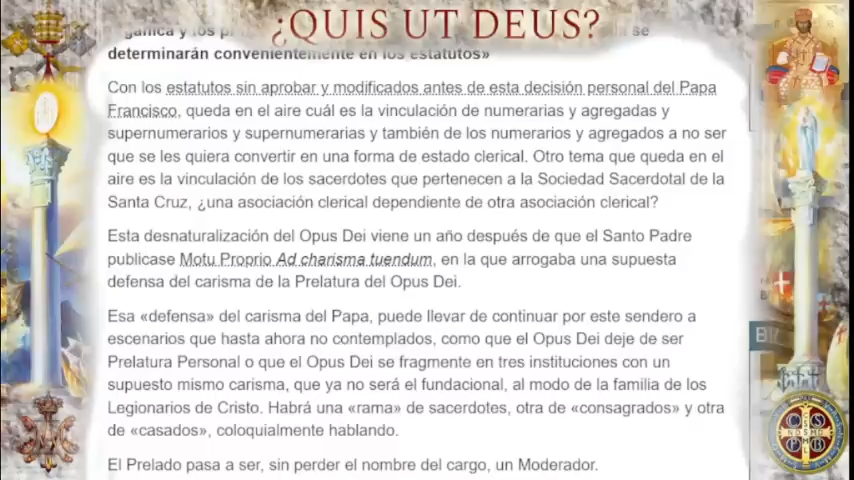 ¿QUIS UT DEUS?
gánica y los se
determinarán convenientemente en los estatutos»
Con los estatutos sin aprobar y modificados antes de esta decisión personal del Papa
Francisco, queda en el aire cuál es la vinculación de numerarias y agregadas y
supernumerarios y supernumerarias y también de los numerarios y agregados a no ser
que se les quiera convertir en una forma de estado clerical. Otro tema que queda en el
aire es la vinculación de los sacerdotes que pertenecen a la Sociedad Sacerdotal de la
Santa Cruz, ¿una asociación clerical dependiente de otra asociación clerical?
Esta desnaturalización del Opus Dei viene un año después de que el Santo Padre
publicase Motu Proprio Ad charisma tuendum, en la que arrogaba una supuesta
defensa del carisma de la Prelatura del Opus Dei.
Esa «defensa» del carisma del Papa, puede llevar de continuar por este sendero a
escenarios que hasta ahora no contemplados, como que el Opus Dei deje de ser
Prelatura Personal o que el Opus Dei se fragmente en tres instituciones con un
supuesto mismo carisma, que ya no será el fundacional, al modo de la familia de los
Legionarios de Cristo. Habrá una «rama» de sacerdotes, otra de «consagrados» y otra
de «casados», coloquialmente hablando.
El Prelado pasa a ser, sin perder el nombre del cargo, un Moderador.